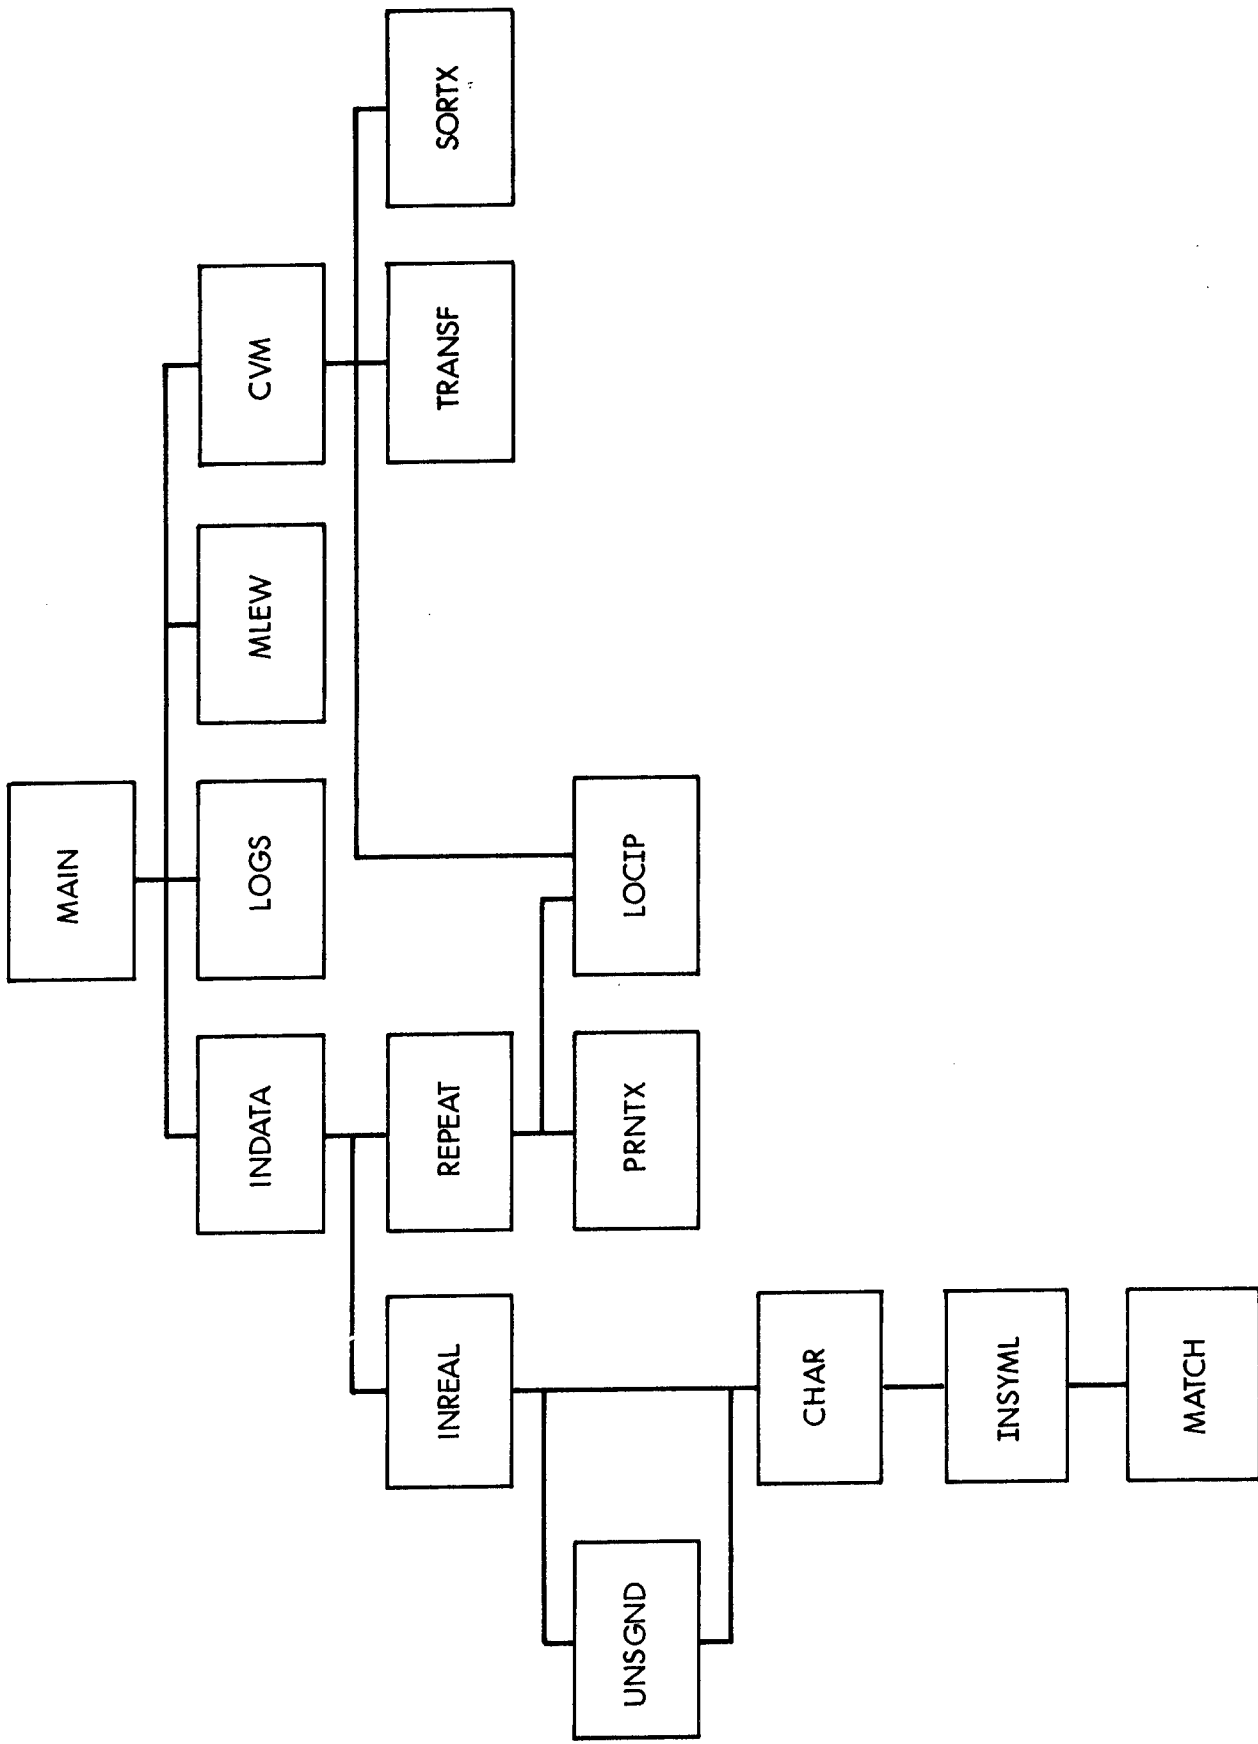 MAIN
INDATA
LOGS
MLEW
CVM
INREAL
REPEAT
TRANSF
SORTX
UNSGND
PRNTX
LOCIP
CHAR
INSYML
MATCH